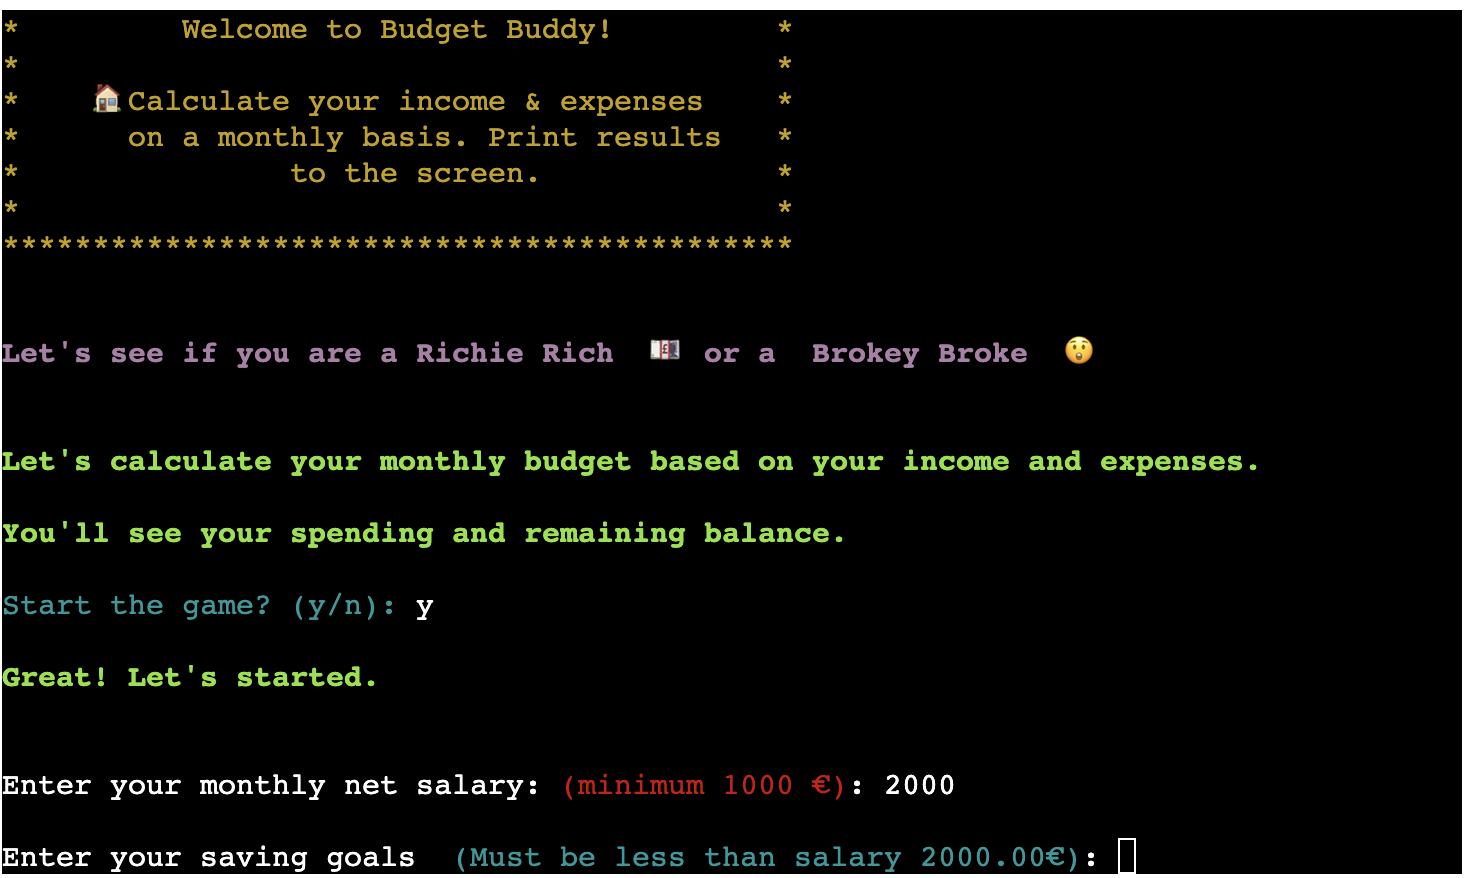 * Welcome to Budget Buddy! *
* *
* 🏠Calculate your income & expenses *
* on a monthly basis. Print results *
* to the screen. *
* *
********************************************
Let's see if you are a Richie Rich 💷 or a Brokey Broke 😲
Let's calculate your monthly budget based on your income and expenses.
You'll see your spending and remaining balance.
Start the game? (y/n): y
Great! Let's started.
Enter your monthly net salary: (minimum 1000 €): 2000
Enter your saving goals (Must be less than salary 2000.00€):